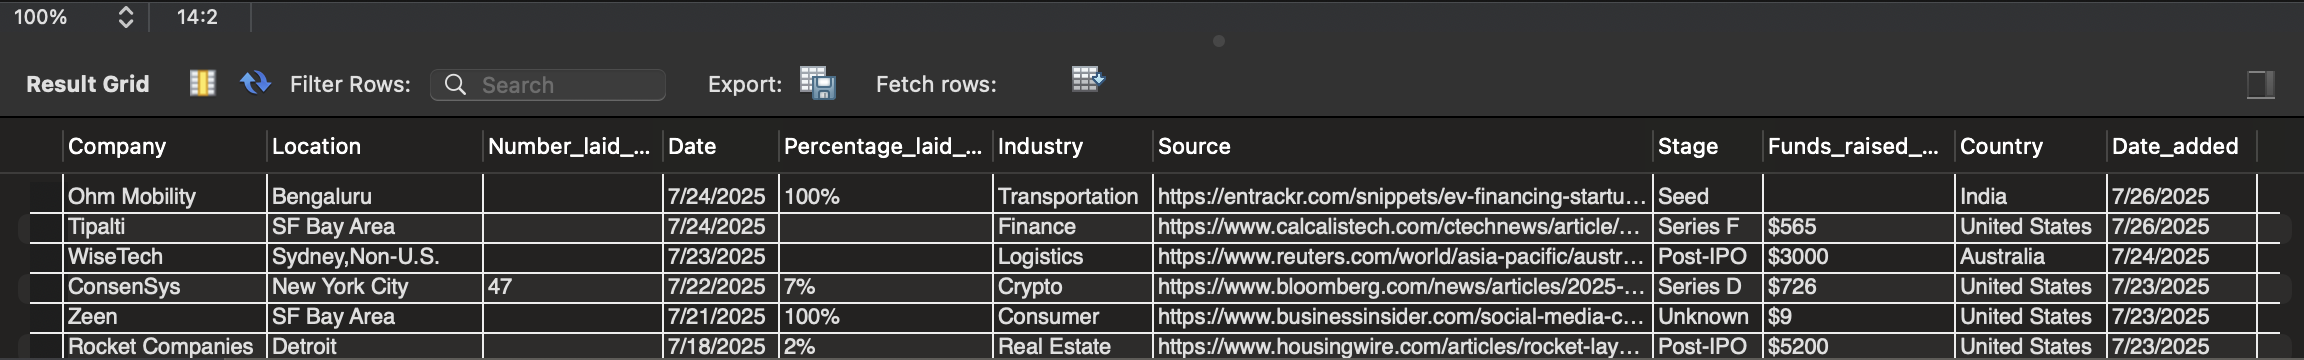 100% 14:2
Result Grid Filter Rows: Search Export: Fetch rows:
Company Location Number_laid_... Date Percentage_laid_... Industry Source Stage Funds_raised_... Country Date_added
Ohm Mobility Bengaluru 7/24/2025 100% Transportation https://entrackr.com/snippets/ev-financing-startu... Seed India 7/26/2025
Tipalti SF Bay Area 7/24/2025 Finance https://www.calcalistech.com/ctechnews/article/... Series F $565 United States 7/26/2025
WiseTech Sydney,Non-U.S. 7/23/2025 Logistics https://www.reuters.com/world/asia-pacific/austr... Post-IPO $3000 Australia 7/24/2025
ConsenSys New York City 47 7/22/2025 7% Crypto https://www.bloomberg.com/news/articles/2025-... Series D $726 United States 7/23/2025
Zeen SF Bay Area 7/21/2025 100% Consumer https://www.businessinsider.com/social-media-c... Unknown $9 United States 7/23/2025
Rocket Companies Detroit 7/18/2025 2% Real Estate https://www.housingwire.com/articles/rocket-lay... Post-IPO $5200 United States 7/23/2025